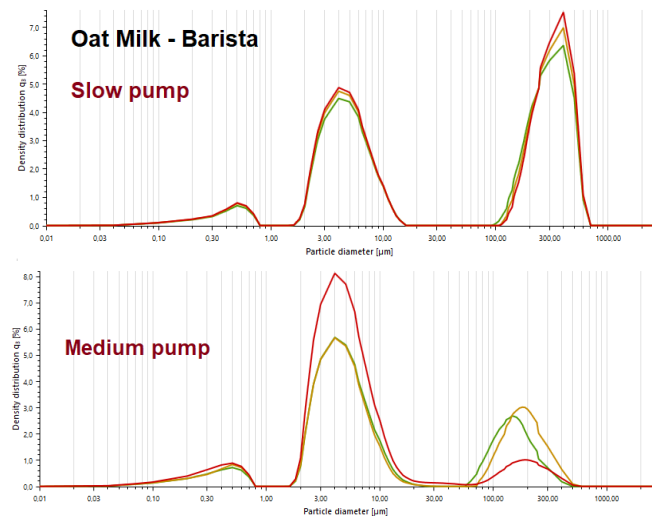 Oat Milk - Barista
Slow pump
Density distribution q₃ [%]
7,0
6,0
5,0
4,0
3,0
2,0
1,0
0,0
0,01 0,03 0,10 0,30 1,00 3,00 10,00 30,00 100,00 300,00 1000,00
Particle diameter [µm]
Medium pump
Density distribution q₃ [%]
8,0
7,0
6,0
5,0
4,0
3,0
2,0
1,0
0,0
0,01 0,03 0,10 0,30 1,00 3,00 10,00 30,00 100,00 300,00 1000,00
Particle diameter [µm]